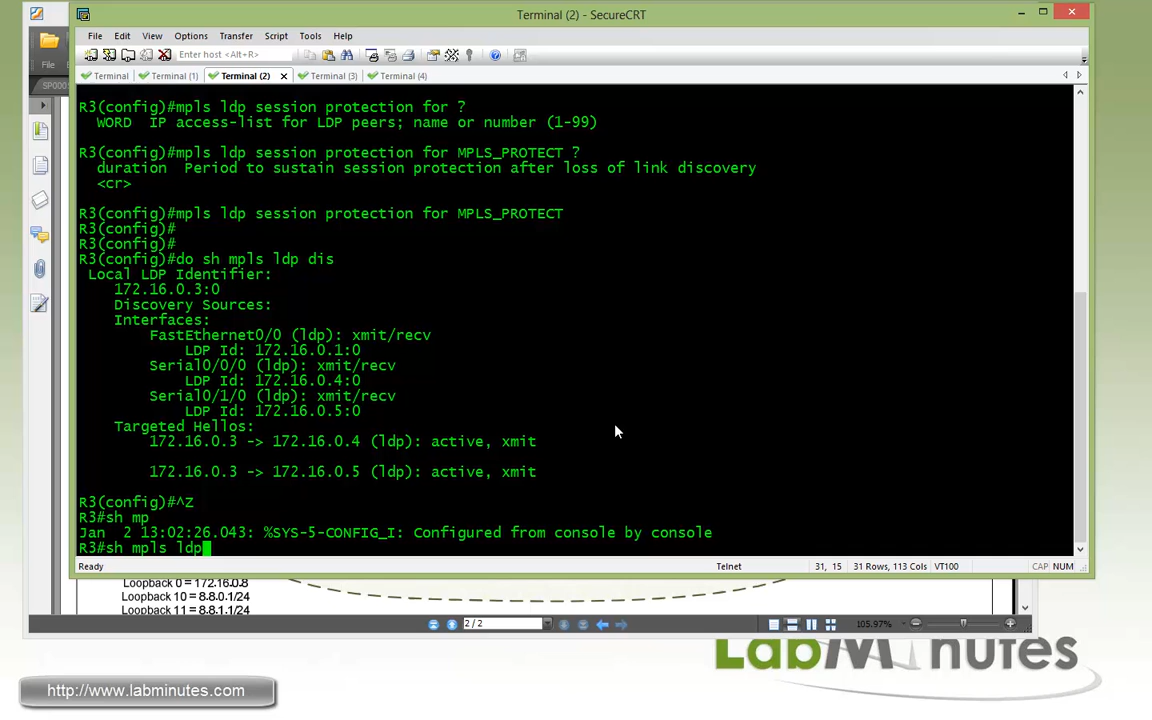 Terminal (2) - SecureCRT
File Edit View Options Transfer Script Tools Help
Enter host <Alt+R>
File
Terminal Terminal (1) Terminal (2) Terminal (3) Terminal (4)
R3(config)#mpls ldp session protection for ?
WORD IP access-list for LDP peers; name or number (1-99)
R3(config)#mpls ldp session protection for MPLS_PROTECT ?
duration Period to sustain session protection after loss of link discovery
<cr>
R3(config)#mpls ldp session protection for MPLS_PROTECT
R3(config)#
R3(config)#
R3(config)#do sh mpls ldp dis
Local LDP Identifier:
172.16.0.3:0
Discovery Sources:
Interfaces:
FastEthernet0/0 (ldp): xmit/recv
LDP Id: 172.16.0.1:0
Serial0/0/0 (ldp): xmit/recv
LDP Id: 172.16.0.4:0
Serial0/1/0 (ldp): xmit/recv
LDP Id: 172.16.0.5:0
Targeted Hellos:
172.16.0.3 -> 172.16.0.4 (ldp): active, xmit
172.16.0.3 -> 172.16.0.5 (ldp): active, xmit
R3(config)#^Z
R3#sh mp
Jan 2 13:02:26.043: %SYS-5-CONFIG_I: Configured from console by console
R3#sh mpls ldp
Ready Telnet 31, 15 31 Rows, 113 Cols VT100 CAP NUM
Loopback 0 = 172.16.0.8
Loopback 10 = 8.8.0.1/24
Loopback 11 = 8.8.1.1/24
2 / 2 105.97%
LabMinutes
http://www.labminutes.com